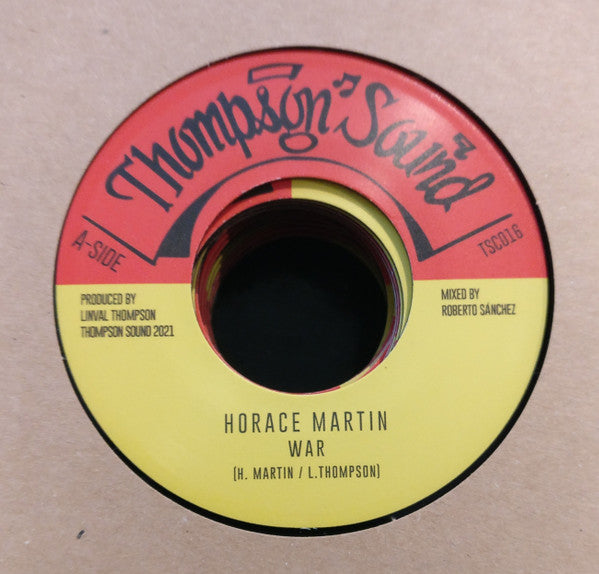 Thompson Sound
A-SIDE
TSC016
PRODUCED BY
LINVAL THOMPSON
THOMPSON SOUND 2021
MIXED BY
ROBERTO SÁNCHEZ
HORACE MARTIN
WAR
(H. MARTIN / L.THOMPSON)